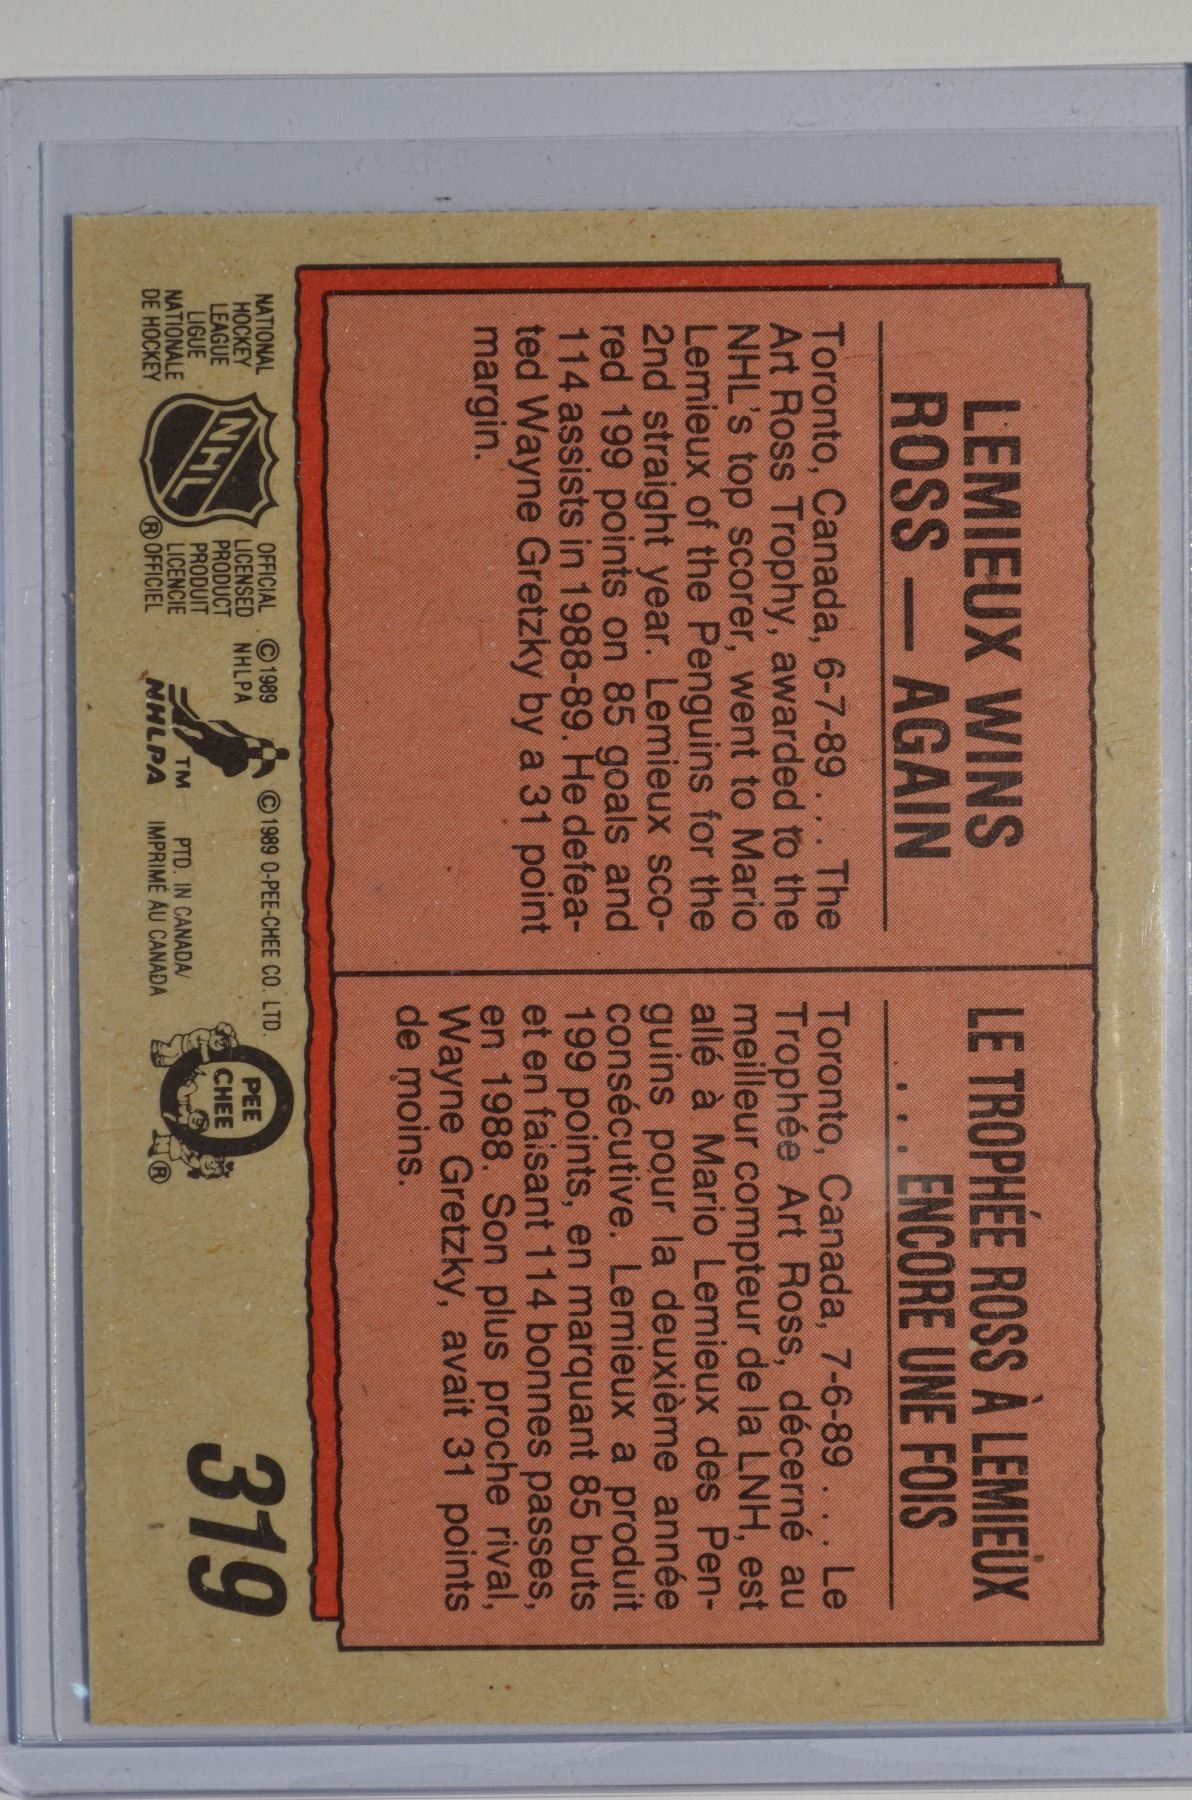 LEMIEUX WINS
ROSS — AGAIN
Toronto, Canada, 6-7-89 . . . The
Art Ross Trophy, awarded to the
NHL's top scorer, went to Mario
Lemieux of the Penguins for the
2nd straight year. Lemieux sco-
red 199 points on 85 goals and
114 assists in 1988-89. He defea-
ted Wayne Gretzky by a 31 point
margin.
LE TROPHÉE ROSS À LEMIEUX
. . . ENCORE UNE FOIS
Toronto, Canada, 7-6-89 . . . Le
Trophée Art Ross, décerné au
meilleur compteur de la LNH, est
allé à Mario Lemieux des Pen-
guins pour la deuxième année
consécutive. Lemieux a produit
199 points, en marquant 85 buts
et en faisant 114 bonnes passes,
en 1988. Son plus proche rival,
Wayne Gretzky, avait 31 points
de moins.
NATIONAL
HOCKEY
LEAGUE
LIGUE
NATIONALE
DE HOCKEY
NHL
®
OFFICIAL
LICENSED
PRODUCT
PRODUIT
LICENCIE
OFFICIEL
© 1989
NHLPA
TM
NHLPA
© 1989 O-PEE-CHEE CO. LTD.
PTD. IN CANADA/
IMPRIMÉ AU CANADA
O
PEE
CHEE
®
319